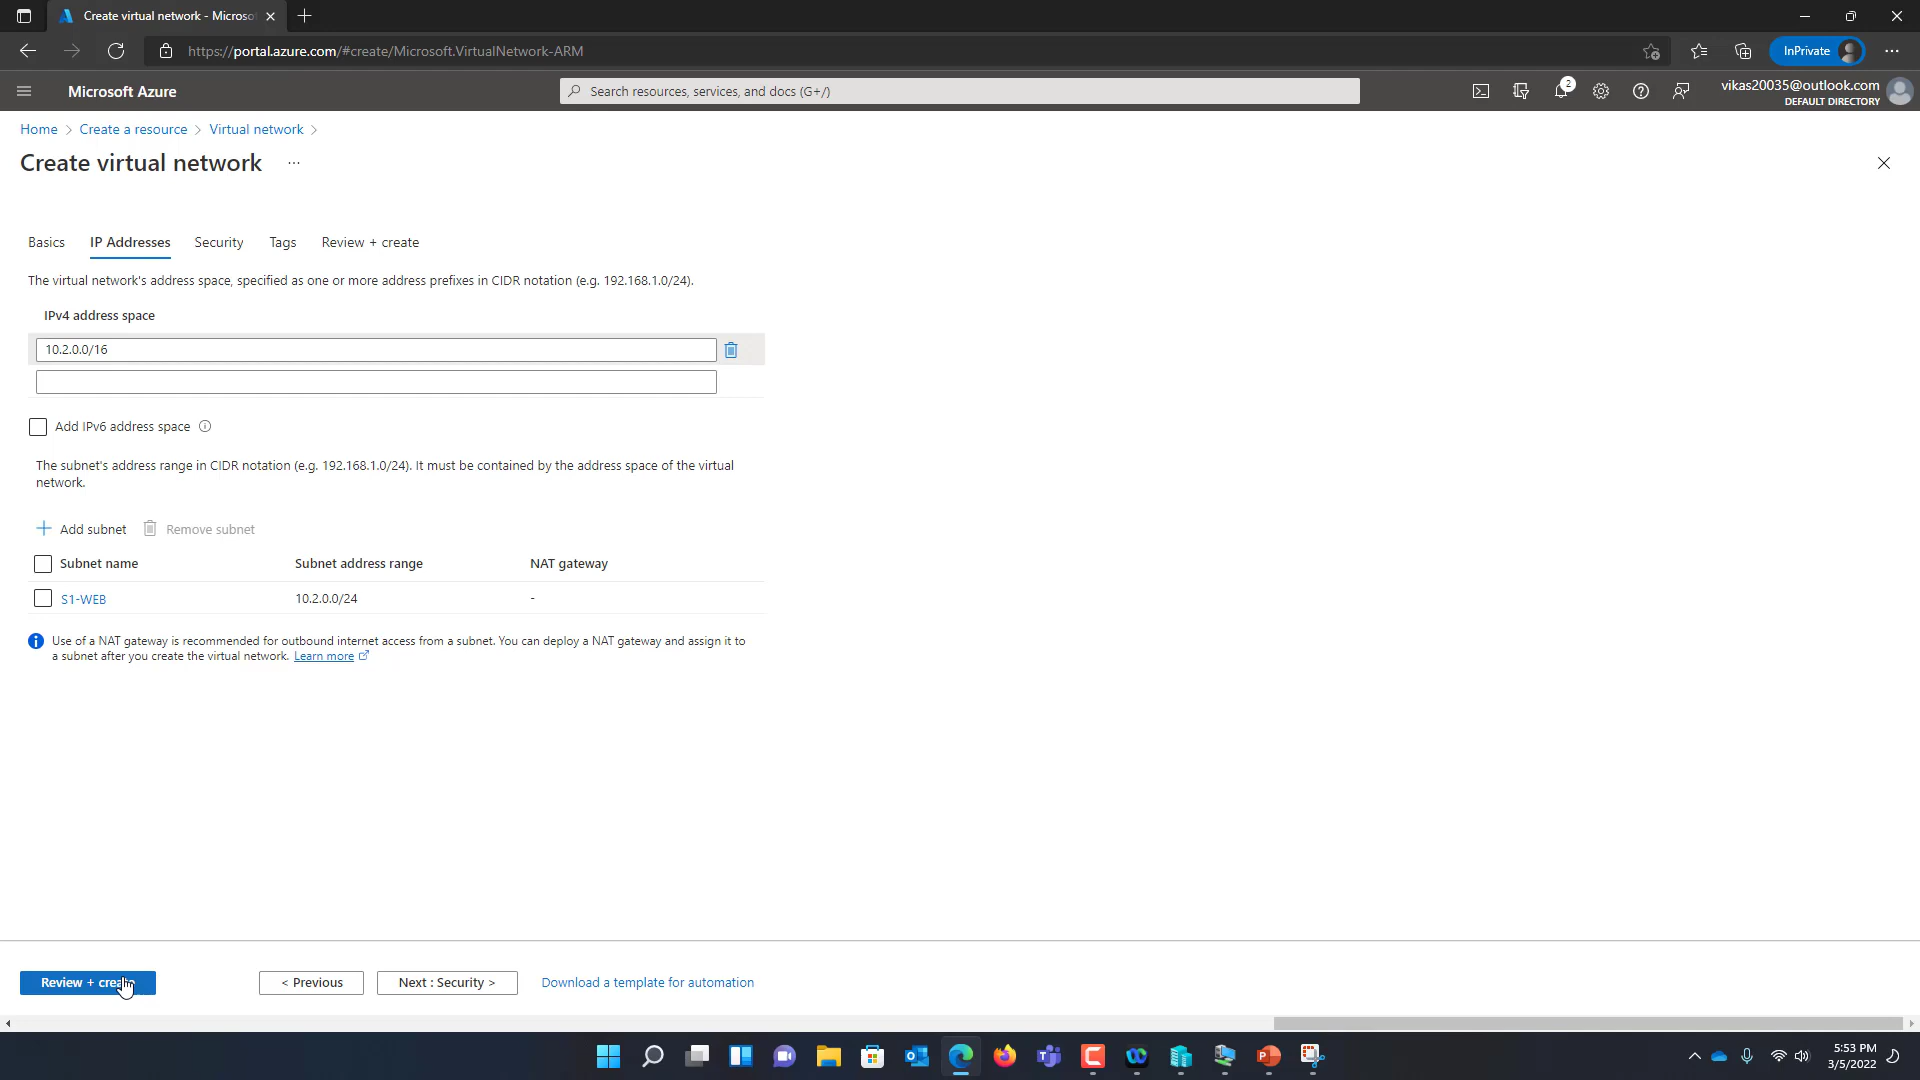 Create virtual network - Microso
https://portal.azure.com/#create/Microsoft.VirtualNetwork-ARM
InPrivate
Microsoft Azure
Search resources, services, and docs (G+/)
2
vikas20035@outlook.com
DEFAULT DIRECTORY
Home > Create a resource > Virtual network >
Create virtual network ...
Basics IP Addresses Security Tags Review + create
The virtual network's address space, specified as one or more address prefixes in CIDR notation (e.g. 192.168.1.0/24).
IPv4 address space
10.2.0.0/16
Add IPv6 address space
The subnet's address range in CIDR notation (e.g. 192.168.1.0/24). It must be contained by the address space of the virtual
network.
+ Add subnet Remove subnet
Subnet name Subnet address range NAT gateway
S1-WEB 10.2.0.0/24 -
Use of a NAT gateway is recommended for outbound internet access from a subnet. You can deploy a NAT gateway and assign it to
a subnet after you create the virtual network. Learn more
Review + create < Previous Next : Security > Download a template for automation
5:53 PM
3/5/2022